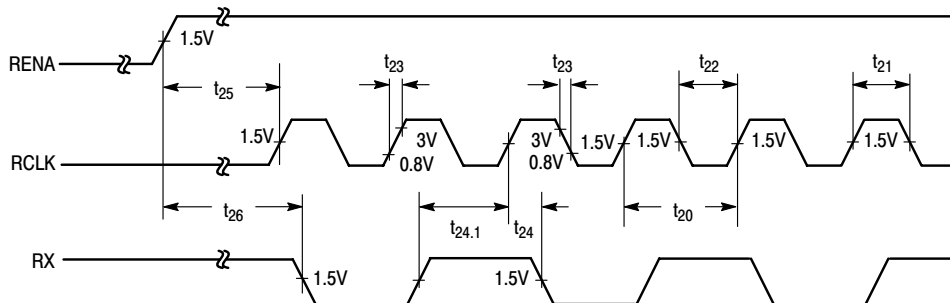 1.5V
RENA
t23 t23 t22 t21
t25
1.5V 3V 3V 1.5V 1.5V 1.5V 1.5V
0.8V 0.8V
RCLK
t26 t24.1 t24 t20
RX
1.5V 1.5V